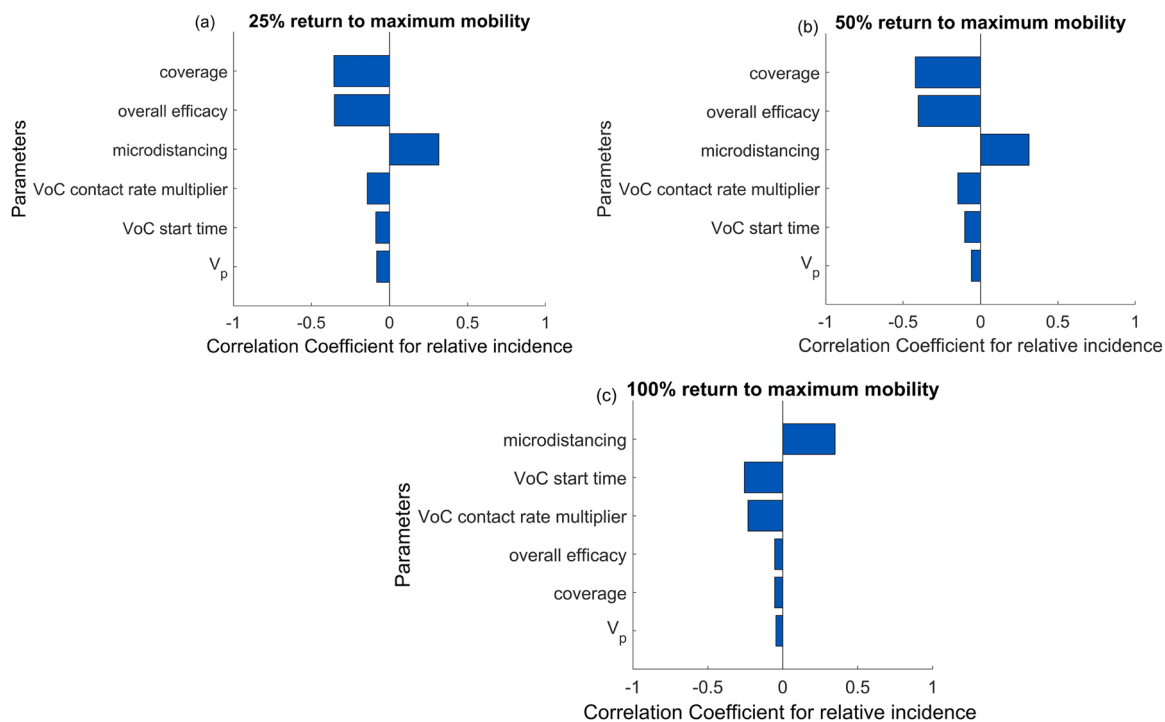 (a) 25% return to maximum mobility
Parameters
coverage
overall efficacy
microdistancing
VoC contact rate multiplier
VoC start time
Vp
-1 -0.5 0 0.5 1
Correlation Coefficient for relative incidence
(b) 50% return to maximum mobility
Parameters
coverage
overall efficacy
microdistancing
VoC contact rate multiplier
VoC start time
Vp
-1 -0.5 0 0.5 1
Correlation Coefficient for relative incidence
(c) 100% return to maximum mobility
Parameters
microdistancing
VoC start time
VoC contact rate multiplier
overall efficacy
coverage
Vp
-1 -0.5 0 0.5 1
Correlation Coefficient for relative incidence